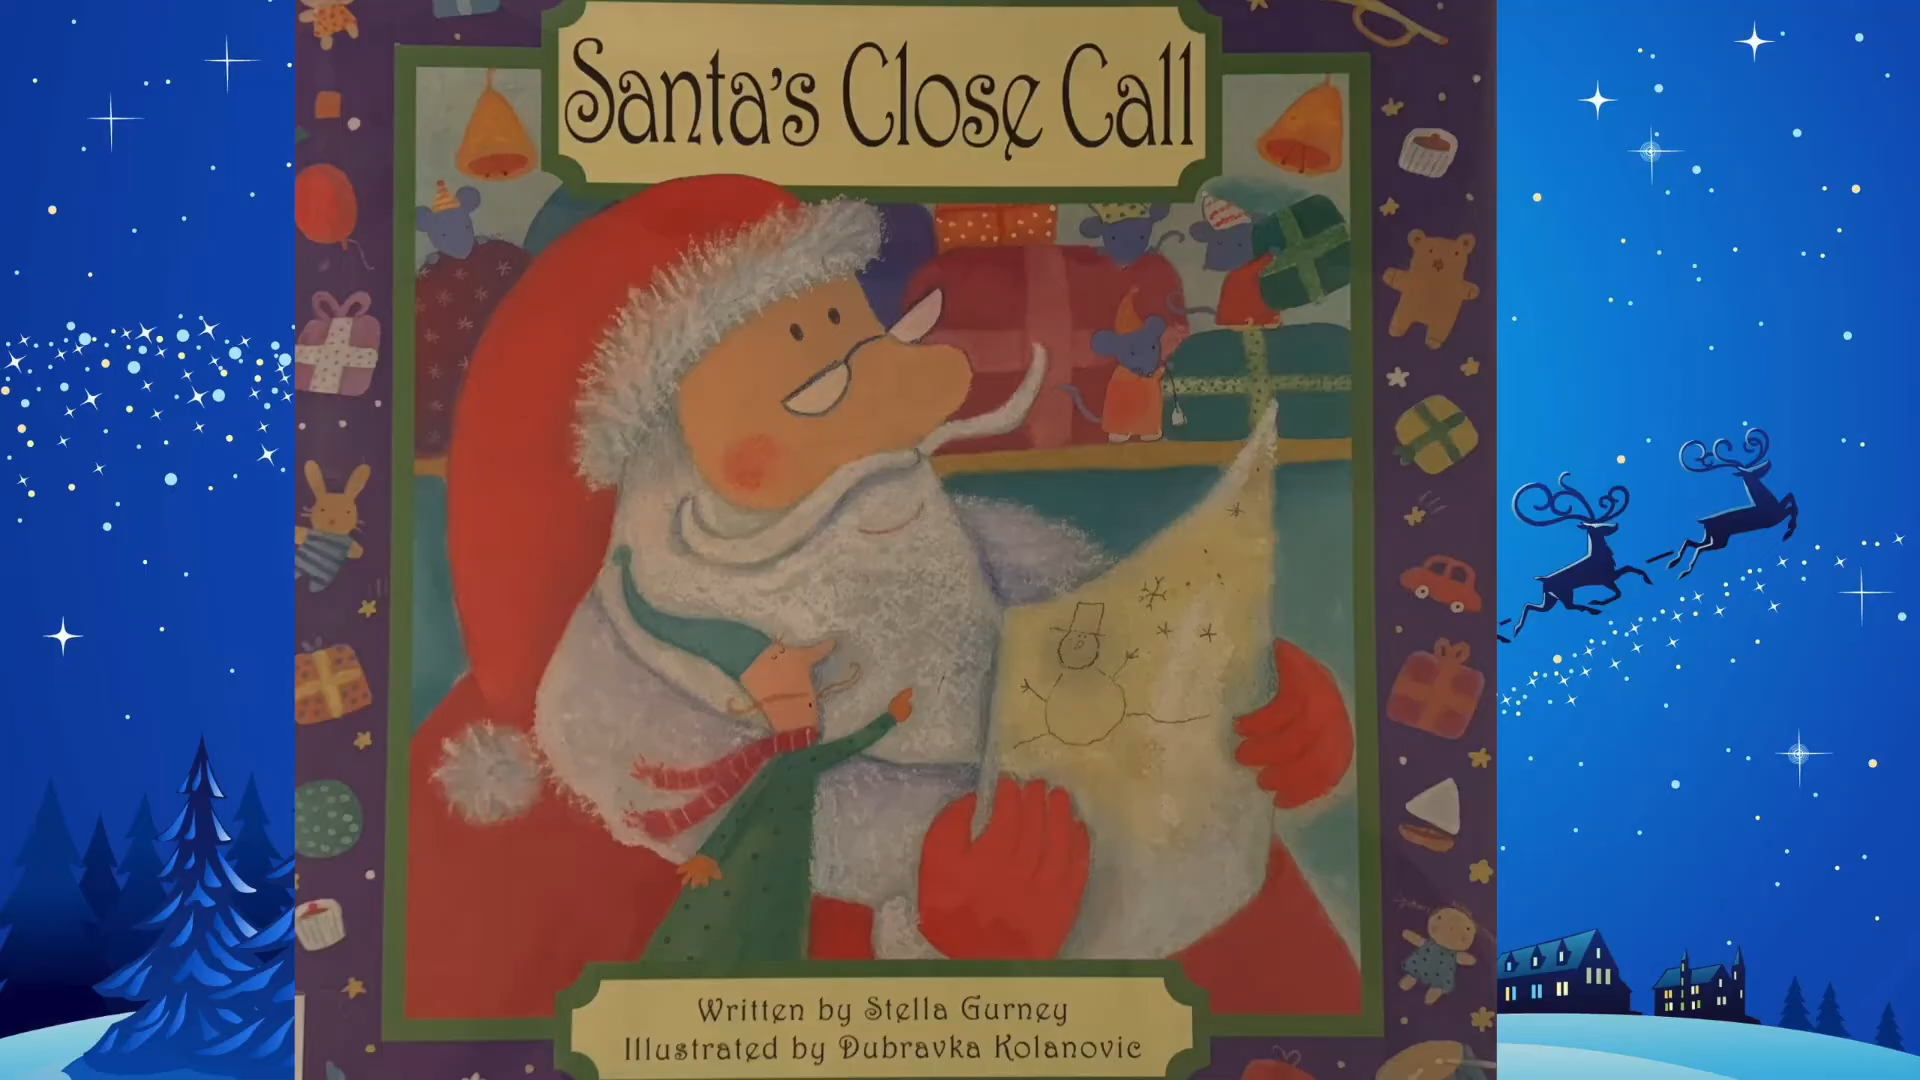 Santa's Close Call
Written by Stella Gurney
Illustrated by Dubravka Kolanovic